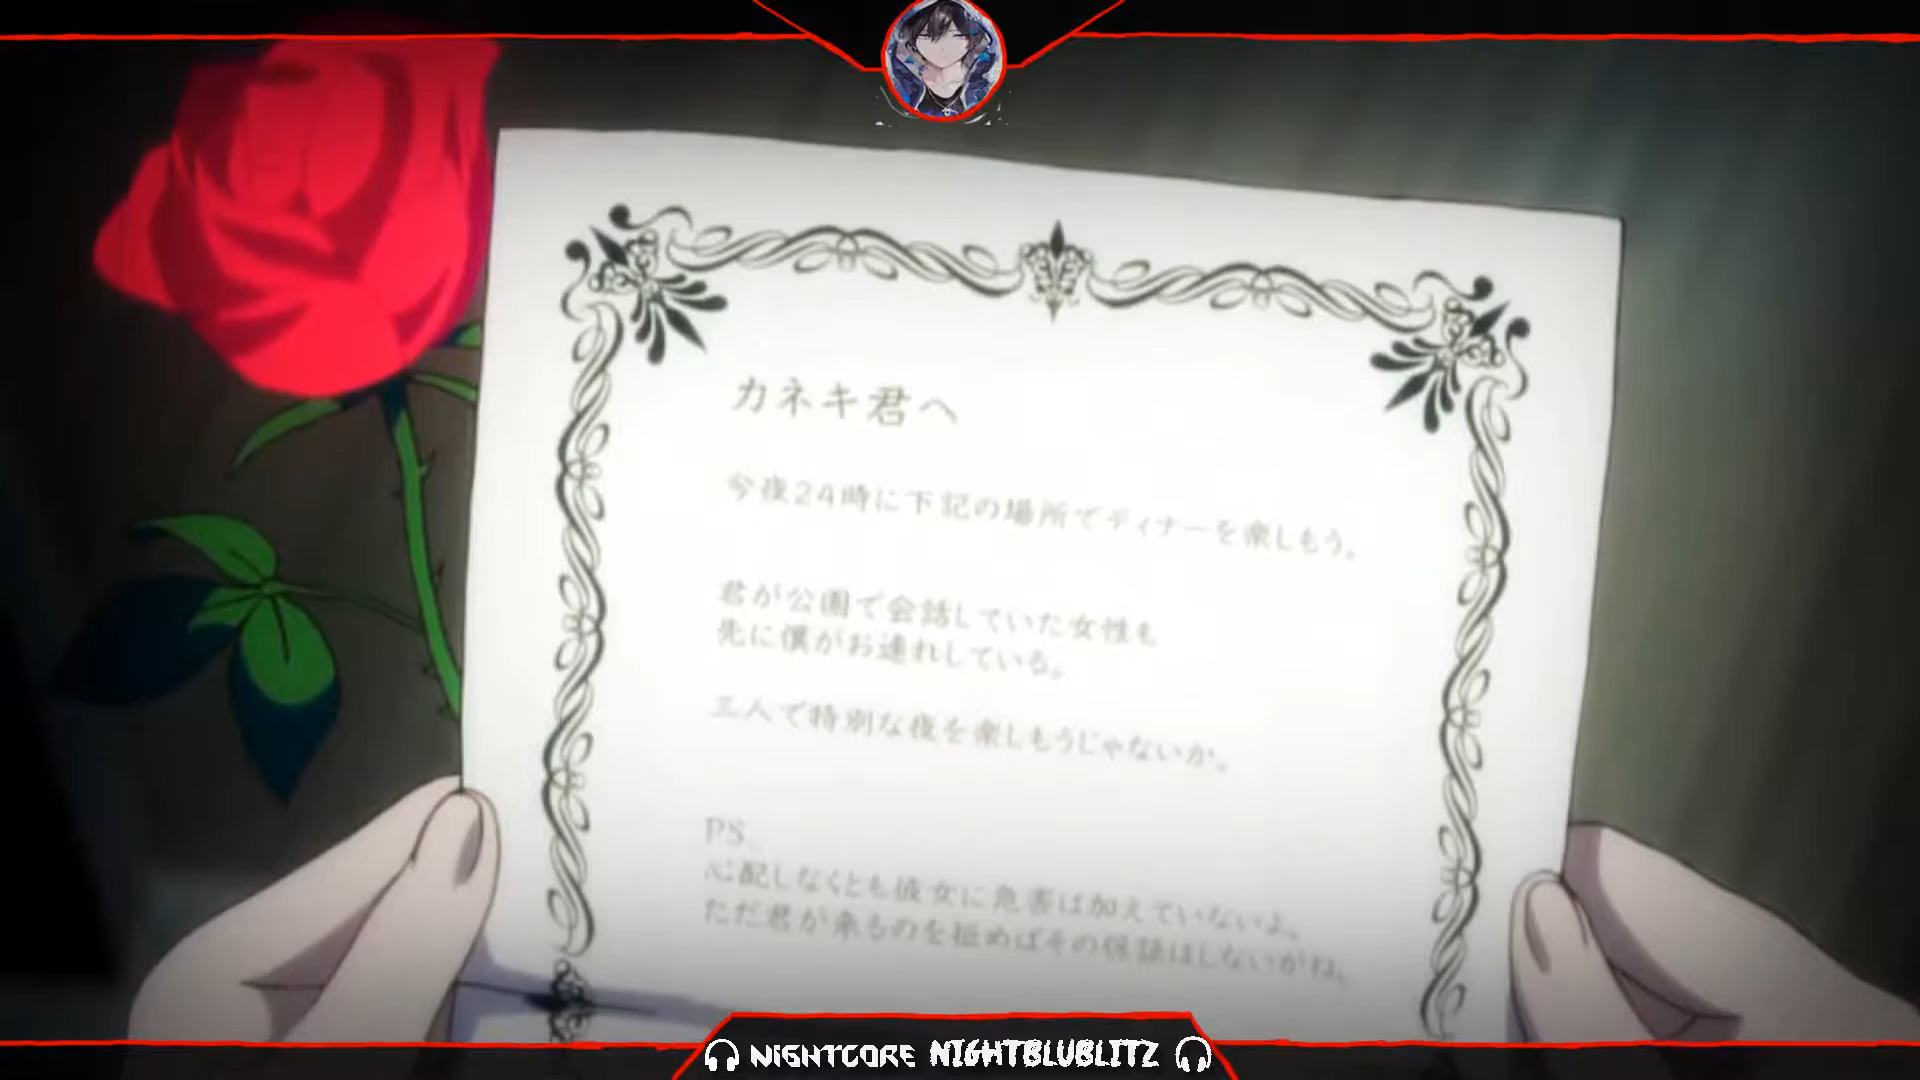 カネキ君へ
今夜24時に下記の場所でディナーを楽しもう。
君が公園で会話していた女性も
先に僕がお連れしている。
三人で特別な夜を楽しもうじゃないか。
PS.
心配しなくとも彼女に危害は加えていないよ。
ただ君が来るのを拒めばその保証はしないがね。
NIGHTCORE NIGHTBLUBLITZ